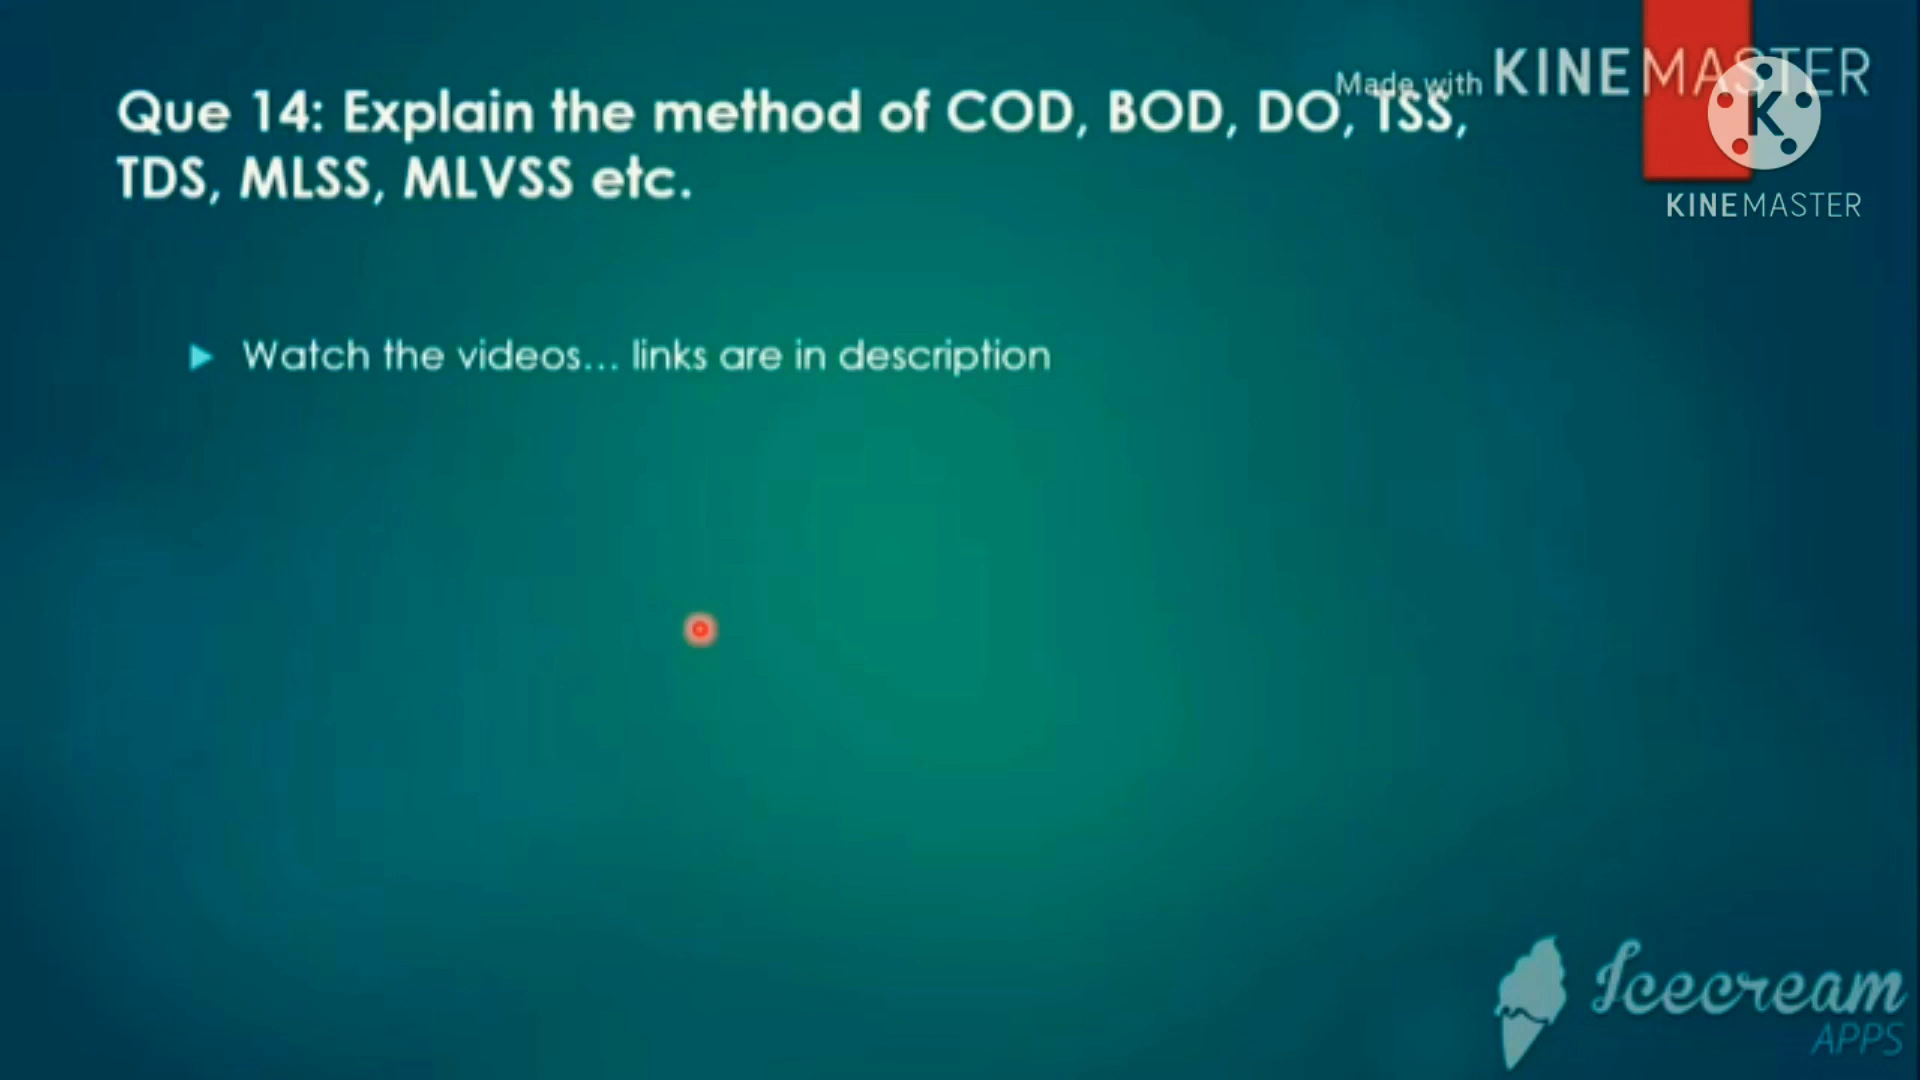 Made with KINEMASTER
Que 14: Explain the method of COD, BOD, DO, TSS,
TDS, MLSS, MLVSS etc.
K
KINEMASTER
Watch the videos... links are in description
Icecream
APPS